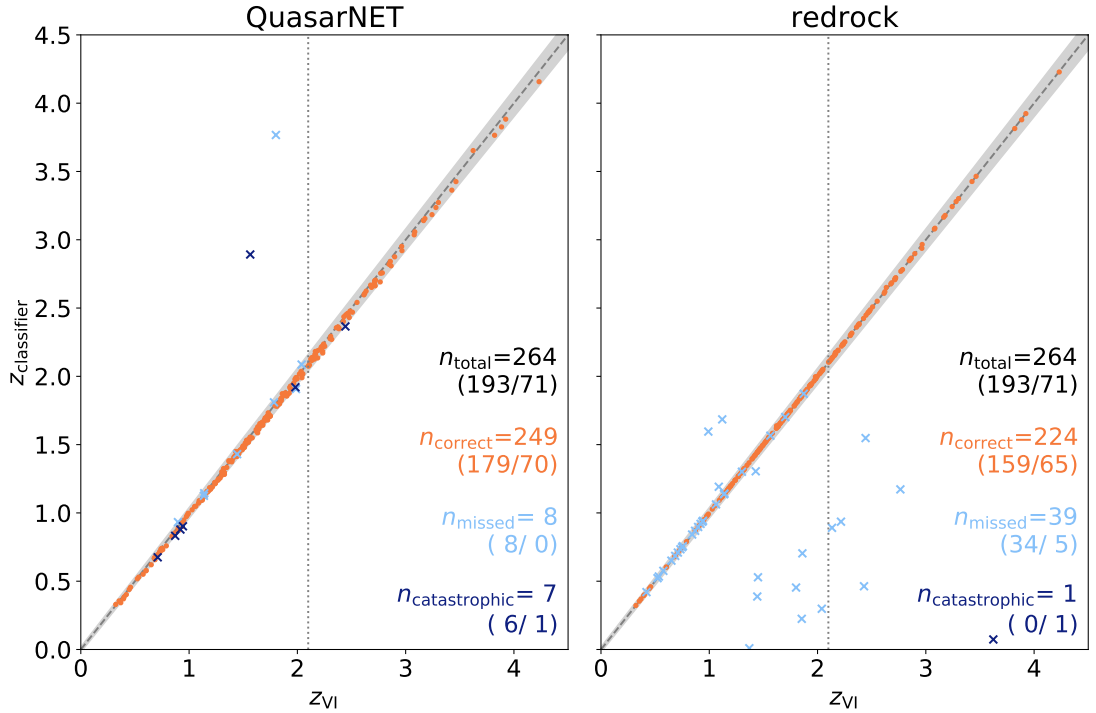 QuasarNET
redrock
4.5
4.0
3.5
3.0
2.5
2.0
1.5
1.0
0.5
0.0
z_classifier
n_total=264
(193/71)
n_correct=249
(179/70)
n_missed= 8
( 8/ 0)
n_catastrophic= 7
( 6/ 1)
n_total=264
(193/71)
n_correct=224
(159/65)
n_missed=39
(34/ 5)
n_catastrophic= 1
( 0/ 1)
0 1 2 3 4
0 1 2 3 4
z_VI
z_VI